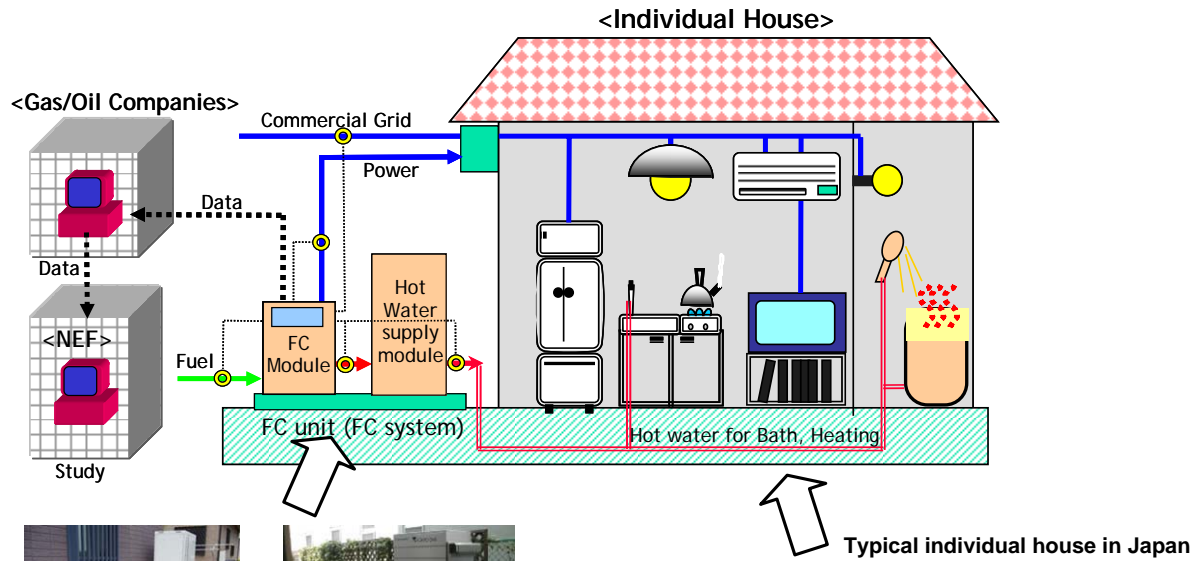 <Individual House>
<Gas/Oil Companies>
Commercial Grid
Power
Data
Data
<NEF>
Study
Fuel
FC
Module
Hot
Water
supply
module
FC unit (FC system)
Hot water for Bath, Heating
Typical individual house in Japan